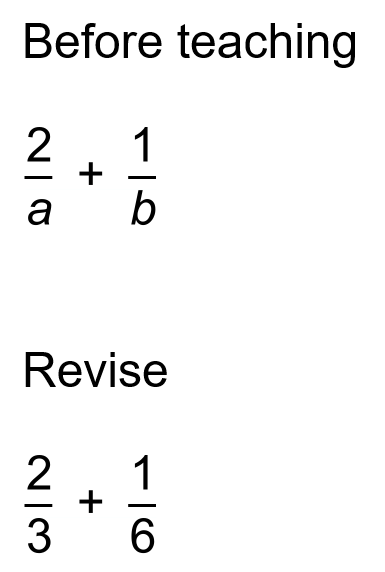 Before teaching
2/a + 1/b
Revise
2/3 + 1/6